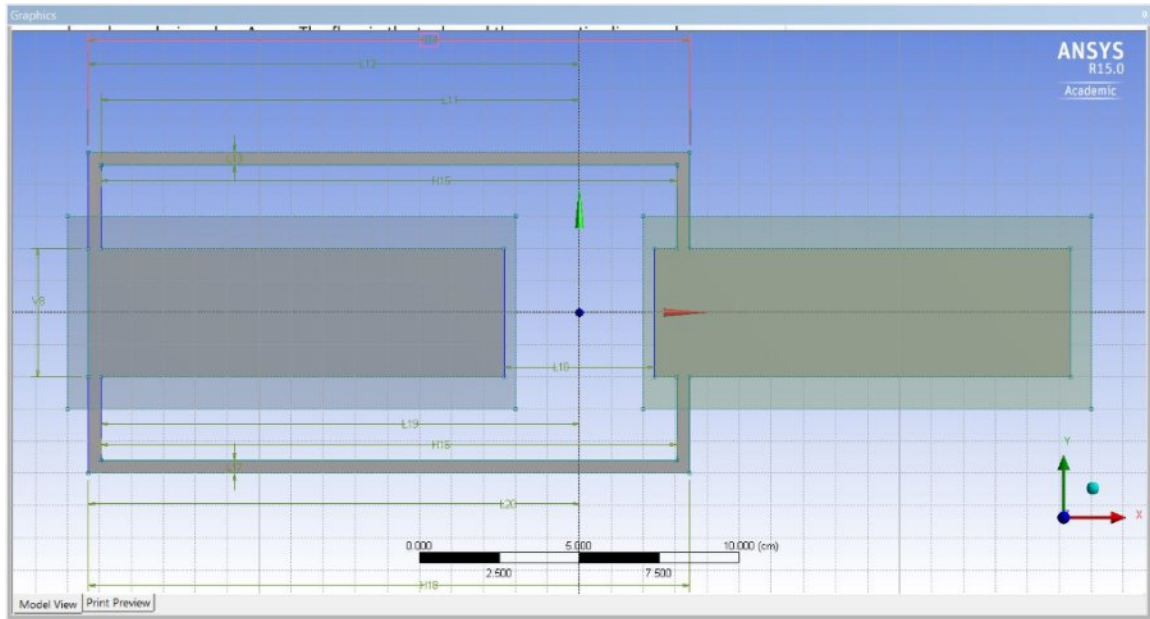 Graphics
ANSYS
R15.0
Academic
L12
L11
H15
V8
L10
L19
H16
L20
Y
X
0.000 5.000 10.000 (cm)
2.500 7.500
H18
Model View Print Preview